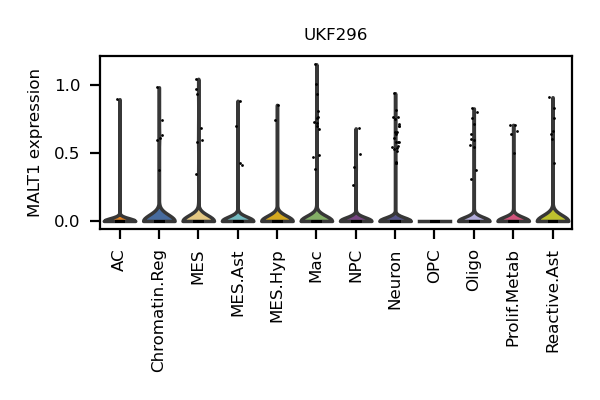 UKF296
MALT1 expression
1.0
0.5
0.0
AC
Chromatin.Reg
MES
MES.Ast
MES.Hyp
Mac
NPC
Neuron
OPC
Oligo
Prolif.Metab
Reactive.Ast